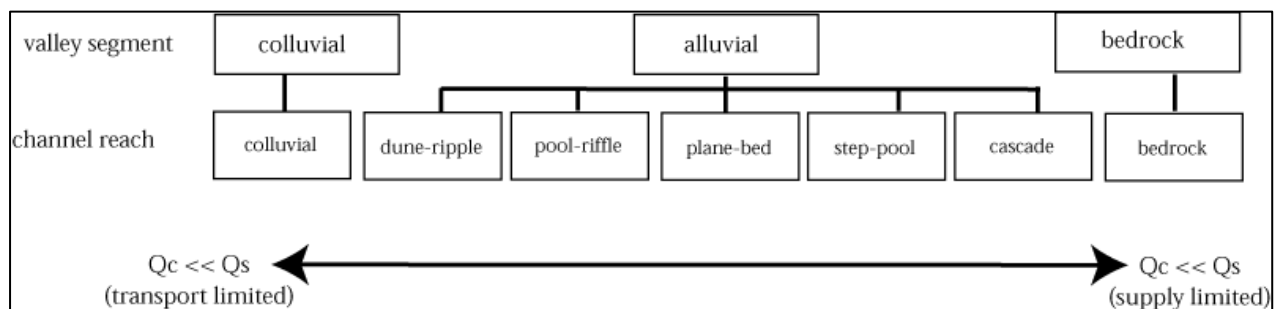 valley segment colluvial alluvial bedrock
channel reach colluvial dune-ripple pool-riffle plane-bed step-pool cascade bedrock
Qc << Qs Qc << Qs
(transport limited) (supply limited)